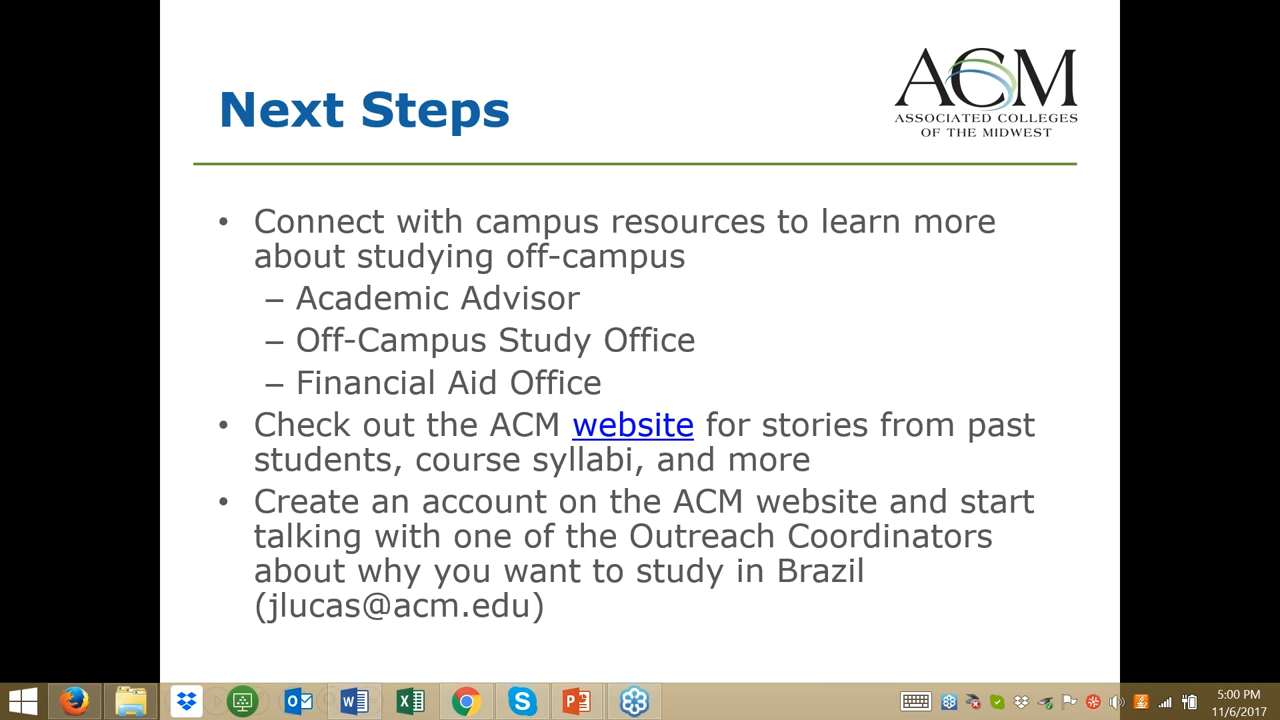 ACM
ASSOCIATED COLLEGES
OF THE MIDWEST
Next Steps
• Connect with campus resources to learn more
about studying off-campus
– Academic Advisor
– Off-Campus Study Office
– Financial Aid Office
• Check out the ACM website for stories from past
students, course syllabi, and more
• Create an account on the ACM website and start
talking with one of the Outreach Coordinators
about why you want to study in Brazil
(jlucas@acm.edu)
5:00 PM
11/6/2017